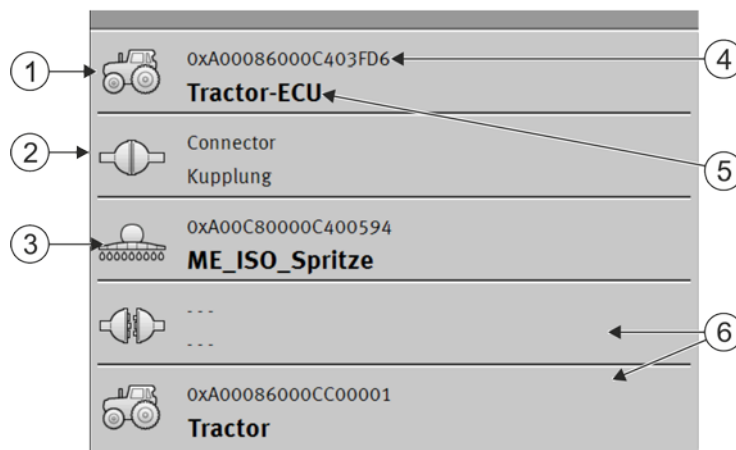 1
0xA00086000C403FD6
4
Tractor-ECU
2
Connector
Kupplung
5
3
0xA00C80000C400594
ME_ISO_Spritze
- - -
- - -
6
0xA00086000CC00001
Tractor